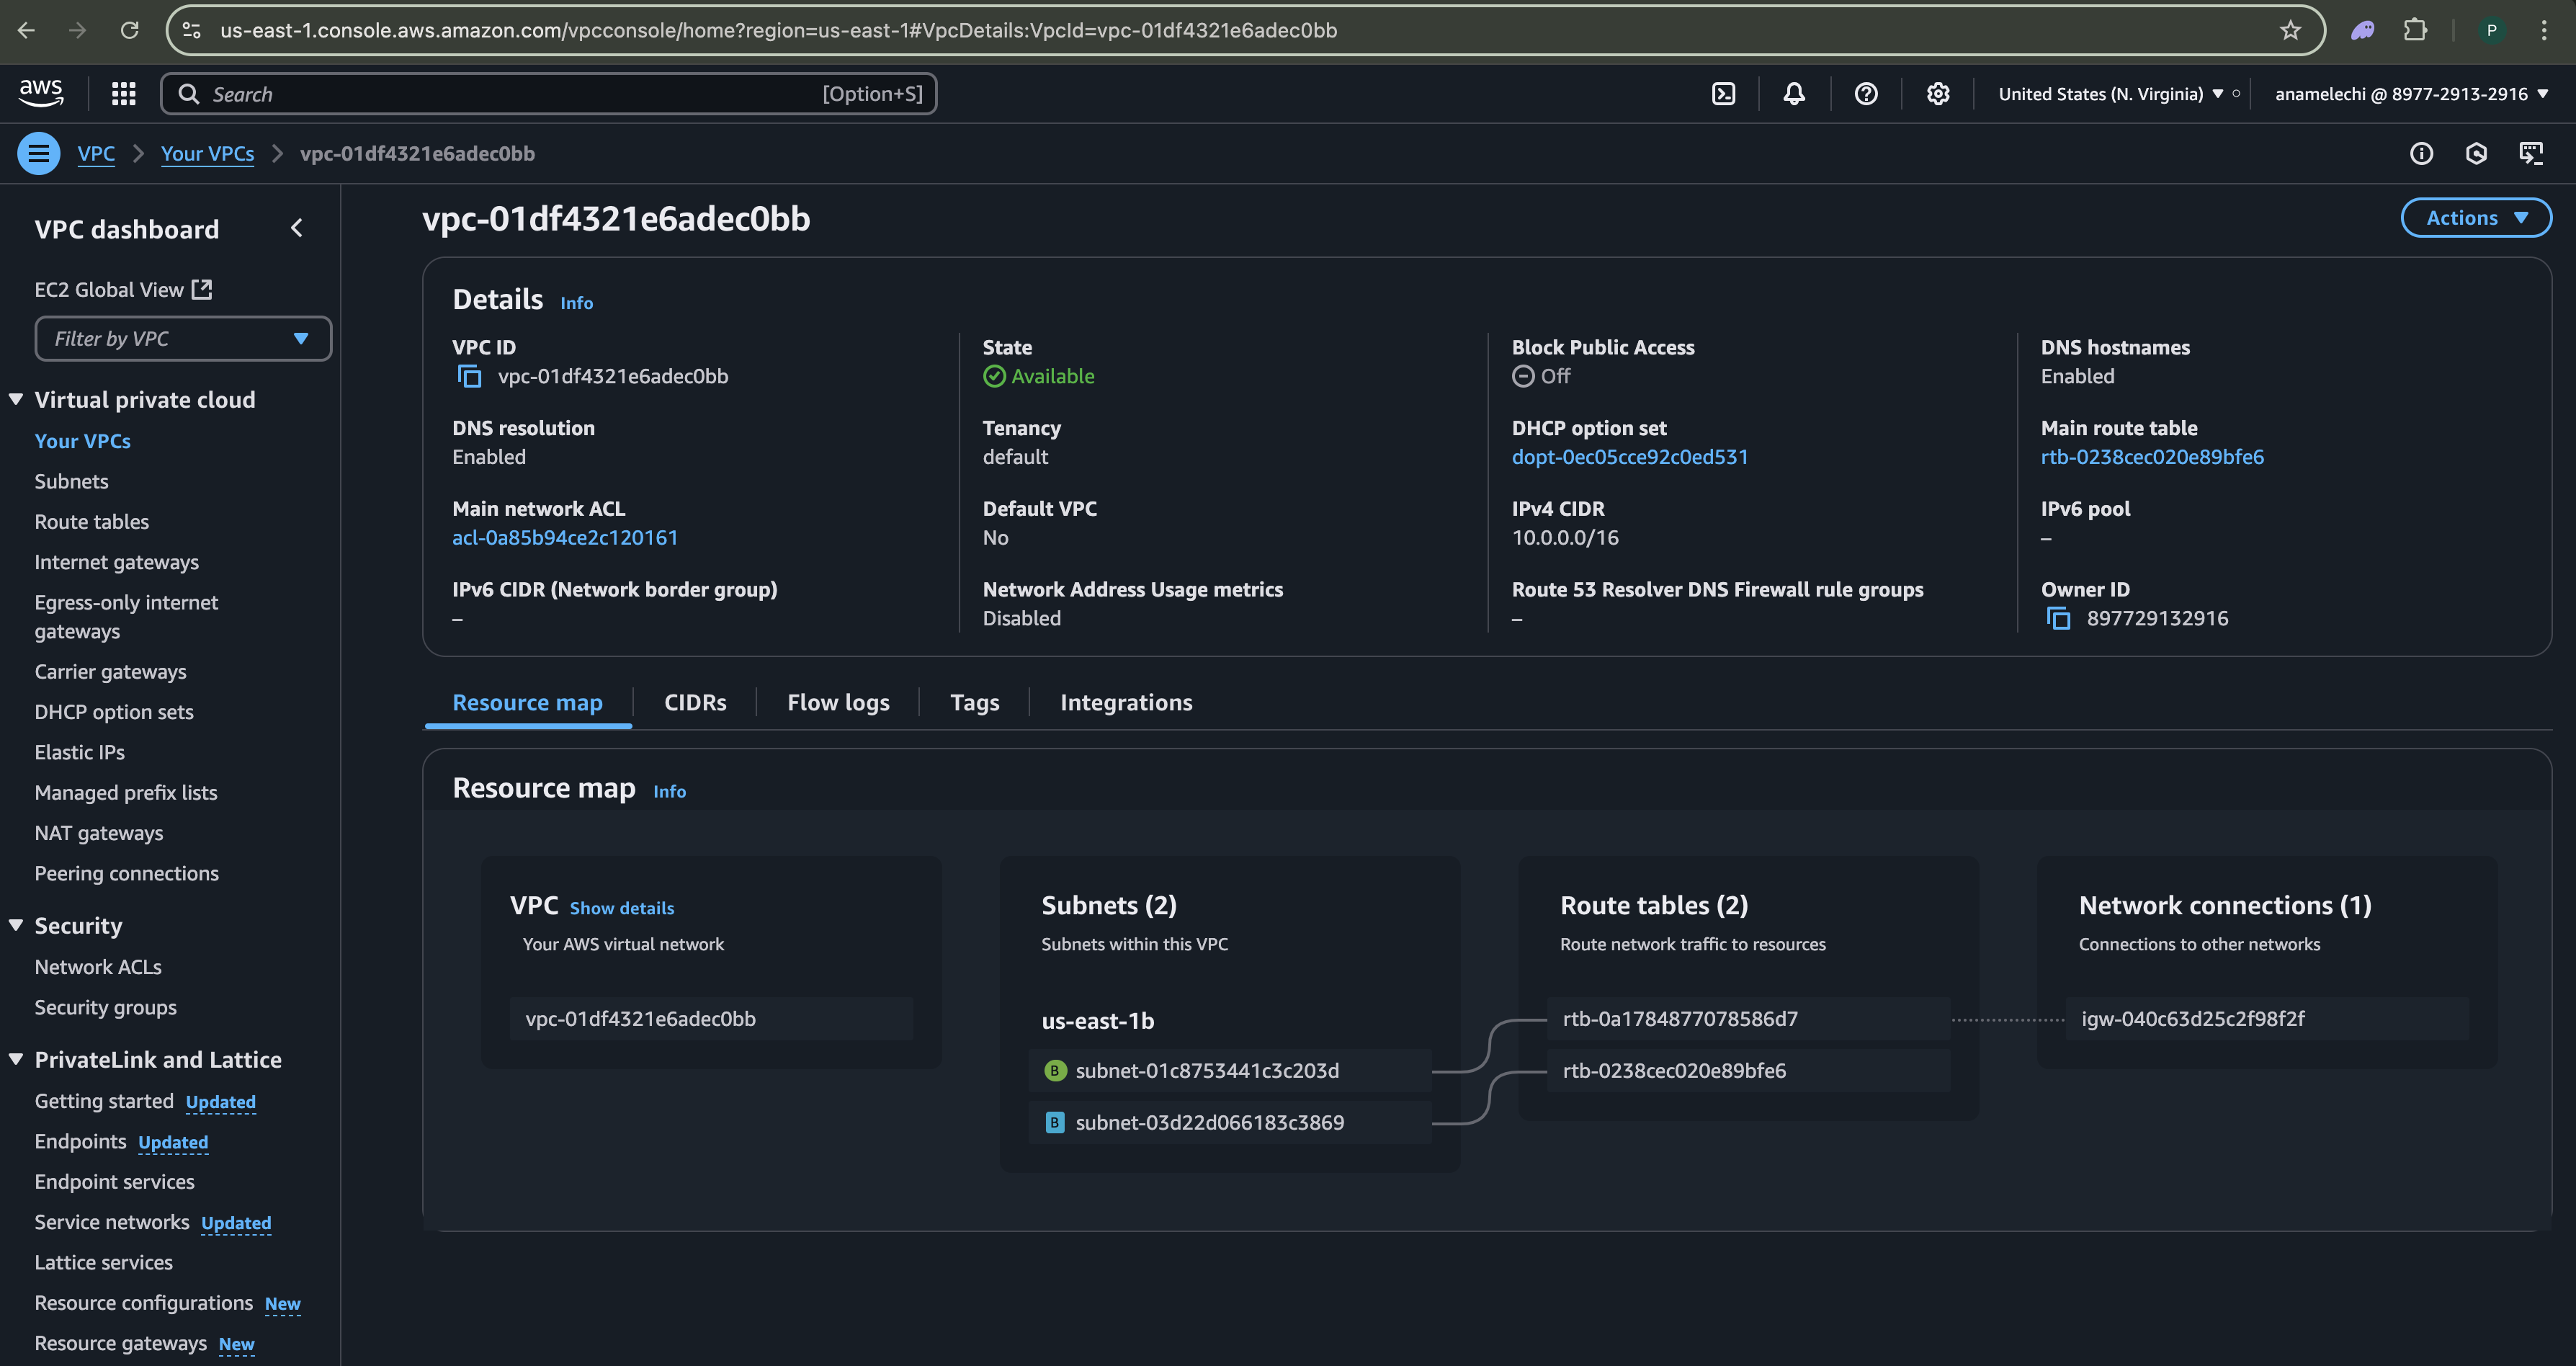 us-east-1.console.aws.amazon.com/vpcconsole/home?region=us-east-1#VpcDetails:VpcId=vpc-01df4321e6adec0bb
P
aws
Search
[Option+S]
United States (N. Virginia)
anamelechi @ 8977-2913-2916
VPC
Your VPCs
vpc-01df4321e6adec0bb
VPC dashboard
EC2 Global View
Filter by VPC
Virtual private cloud
Your VPCs
Subnets
Route tables
Internet gateways
Egress-only internet
gateways
Carrier gateways
DHCP option sets
Elastic IPs
Managed prefix lists
NAT gateways
Peering connections
Security
Network ACLs
Security groups
PrivateLink and Lattice
Getting started Updated
Endpoints Updated
Endpoint services
Service networks Updated
Lattice services
Resource configurations New
Resource gateways New
vpc-01df4321e6adec0bb
Actions
Details Info
VPC ID
vpc-01df4321e6adec0bb
State
Available
Block Public Access
Off
DNS hostnames
Enabled
DNS resolution
Enabled
Tenancy
default
DHCP option set
dopt-0ec05cce92c0ed531
Main route table
rtb-0238cec020e89bfe6
Main network ACL
acl-0a85b94ce2c120161
Default VPC
No
IPv4 CIDR
10.0.0.0/16
IPv6 pool
–
IPv6 CIDR (Network border group)
–
Network Address Usage metrics
Disabled
Route 53 Resolver DNS Firewall rule groups
–
Owner ID
897729132916
Resource map
CIDRs
Flow logs
Tags
Integrations
Resource map Info
VPC Show details
Your AWS virtual network
vpc-01df4321e6adec0bb
Subnets (2)
Subnets within this VPC
us-east-1b
B subnet-01c8753441c3c203d
B subnet-03d22d066183c3869
Route tables (2)
Route network traffic to resources
rtb-0a1784877078586d7
rtb-0238cec020e89bfe6
Network connections (1)
Connections to other networks
igw-040c63d25c2f98f2f